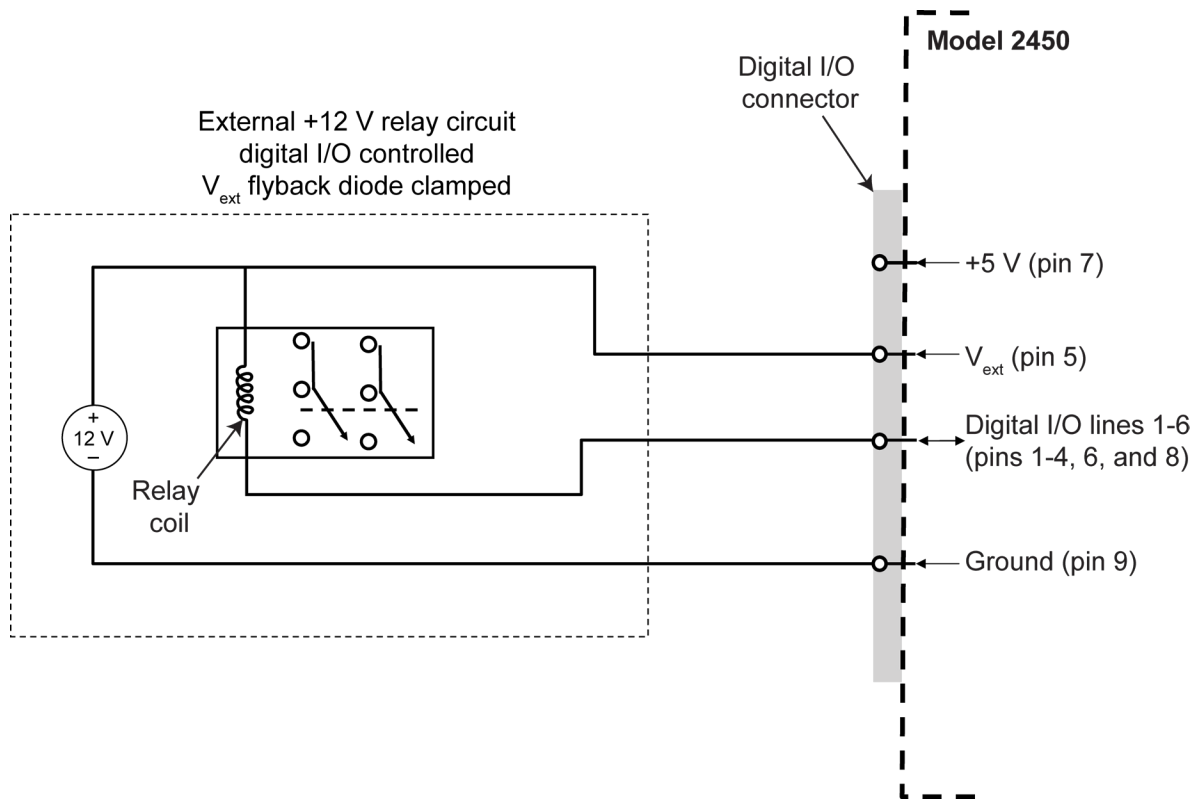 Model 2450
Digital I/O
connector
External +12 V relay circuit
digital I/O controlled
Vext flyback diode clamped
+5 V (pin 7)
Vext (pin 5)
Digital I/O lines 1-6
(pins 1-4, 6, and 8)
Ground (pin 9)
+
12 V
–
Relay
coil